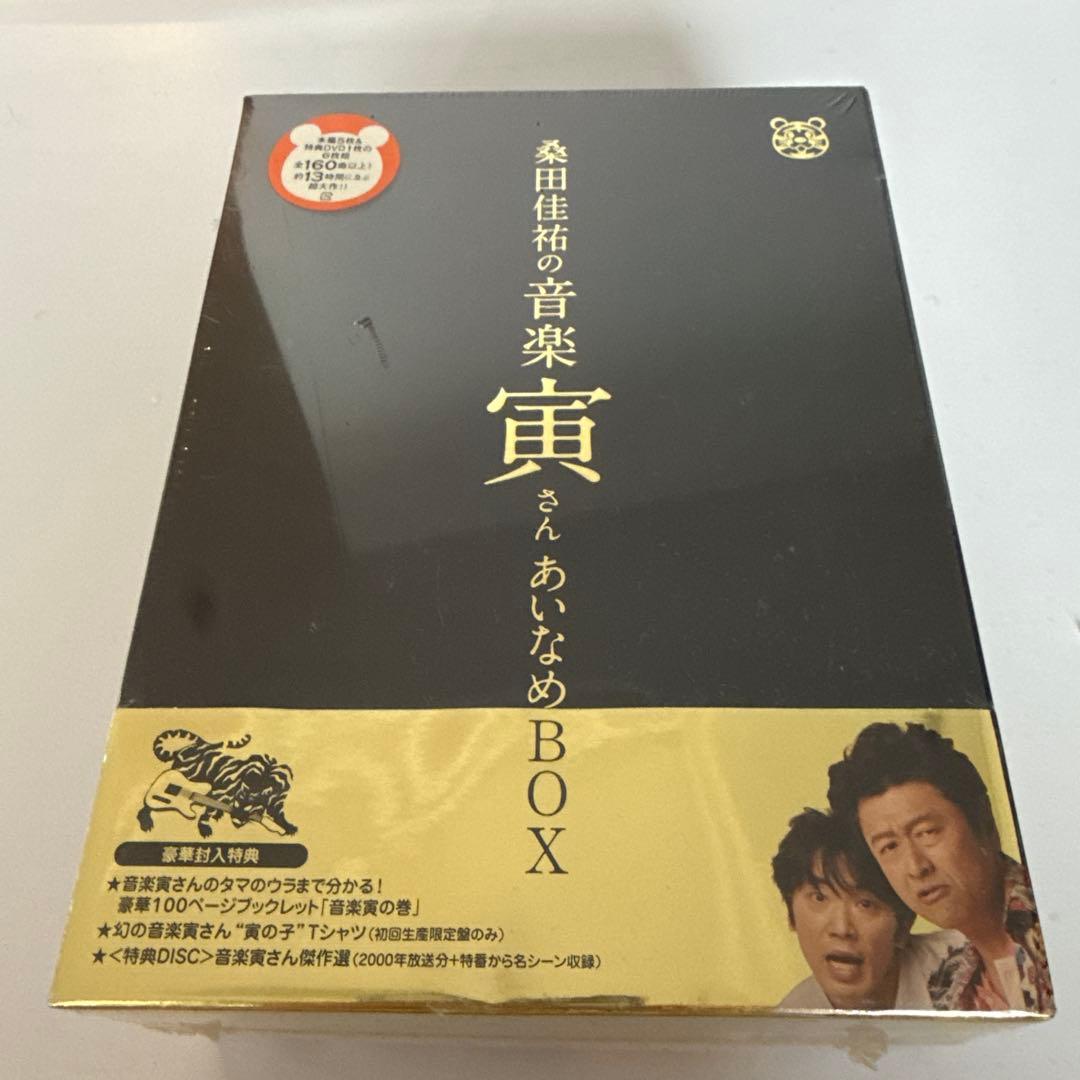 本編5枚&
特典DVD1枚の
6枚組
全160曲以上!
約13時間に及ぶ
超大作!!
桑田佳祐の音楽寅さん あいなめBOX
豪華封入特典
★音楽寅さんのタマのウラまで分かる!
豪華100ページブックレット「音楽寅の巻」
★幻の音楽寅さん“寅の子”Tシャツ(初回生産限定盤のみ)
★<特典DISC>音楽寅さん傑作選(2000年放送分+特番から名シーン収録)